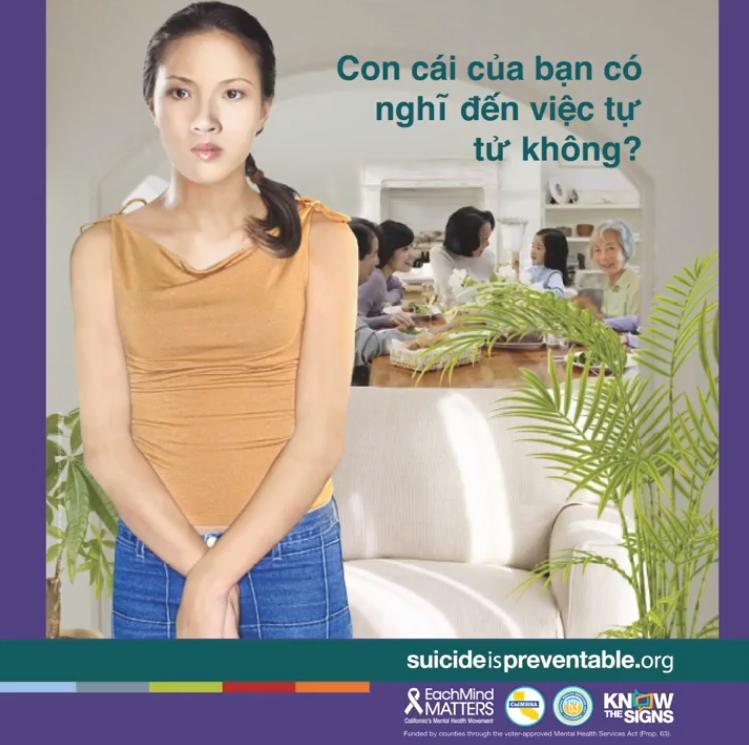 Con cái của bạn có
nghĩ đến việc tự
tử không?
suicideispreventable.org
EachMind
MATTERS
California's Mental Health Movement
CalMHSA
KNOW
THE SIGNS
Funded by counties through the voter-approved Mental Health Services Act (Prop. 63).